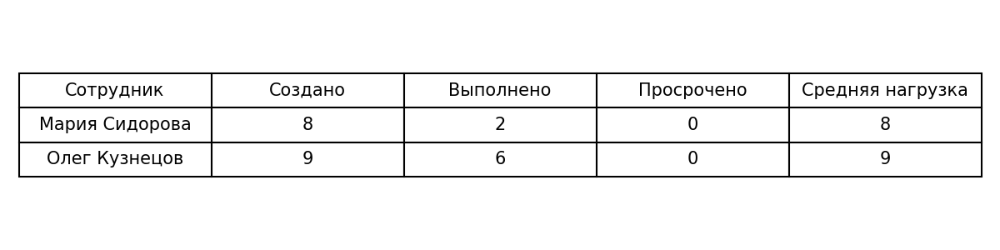 Сотрудник Создано Выполнено Просрочено Средняя нагрузка
Мария Сидорова 8 2 0 8
Олег Кузнецов 9 6 0 9